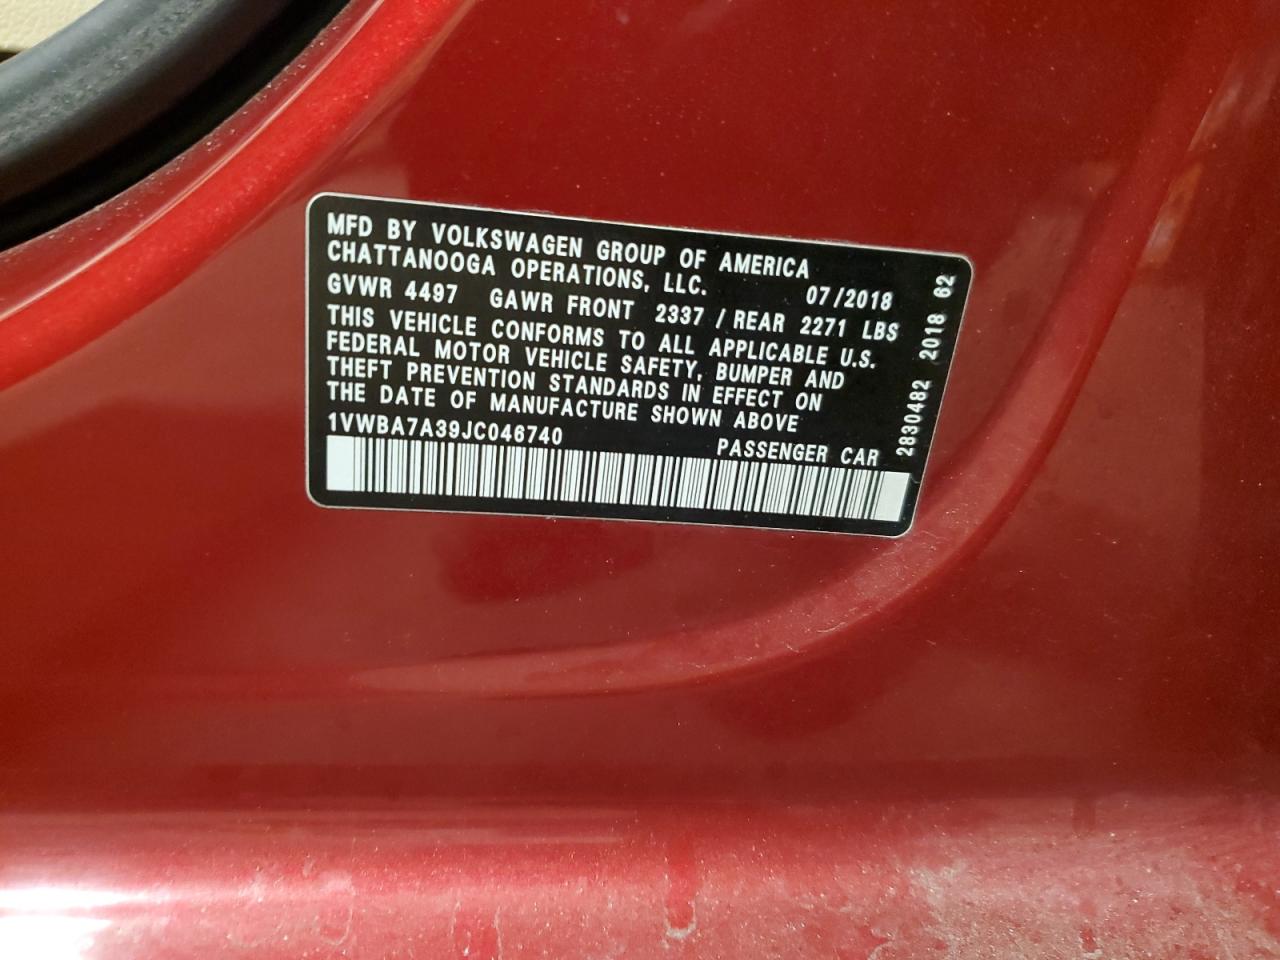 MFD BY VOLKSWAGEN GROUP OF AMERICA
CHATTANOOGA OPERATIONS, LLC.
07/2018
GVWR 4497 GAWR FRONT 2337 / REAR 2271 LBS
THIS VEHICLE CONFORMS TO ALL APPLICABLE U.S.
FEDERAL MOTOR VEHICLE SAFETY, BUMPER AND
THEFT PREVENTION STANDARDS IN EFFECT ON
THE DATE OF MANUFACTURE SHOWN ABOVE
1VWBA7A39JC046740
PASSENGER CAR
2830482 2018 62